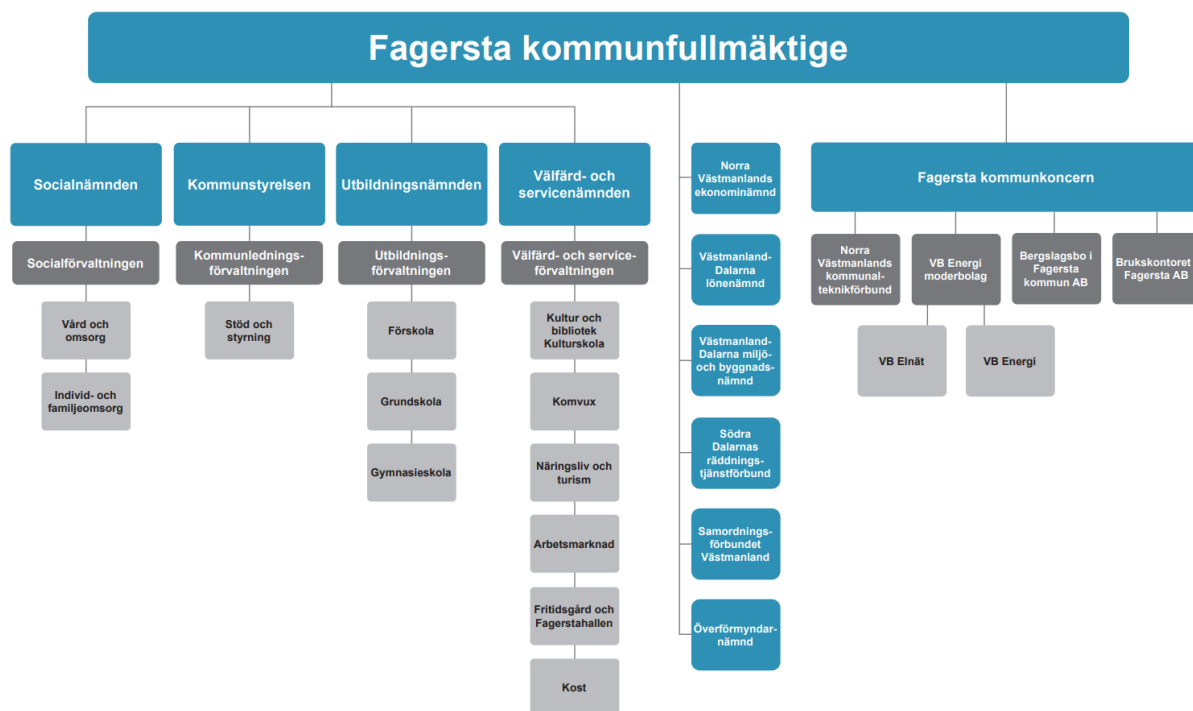 Fagersta kommunfullmäktige
Socialnämnden
Kommunstyrelsen
Utbildningsnämnden
Välfärd- och
servicenämnden
Socialförvaltningen
Kommunlednings-
förvaltningen
Utbildnings-
förvaltningen
Välfärd- och service-
förvaltningen
Vård och
omsorg
Individ- och
familjeomsorg
Stöd och
styrning
Förskola
Grundskola
Gymnasieskola
Kultur och
bibliotek
Kulturskola
Komvux
Näringsliv och
turism
Arbetsmarknad
Fritidsgård och
Fagerstahallen
Kost
Norra
Västmanlands
ekonominämnd
Västmanland-
Dalarna
lönenämnd
Västmanland-
Dalarna miljö-
och byggnads-
nämnd
Södra
Dalarnas
räddnings-
tjänstförbund
Samordnings-
förbundet
Västmanland
Överförmyndar-
nämnd
Fagersta kommunkoncern
Norra
Västmanlands
kommunal-
teknikförbund
VB Energi
moderbolag
Bergslagsbo i
Fagersta
kommun AB
Brukskontoret i
Fagersta AB
VB Elnät
VB Energi